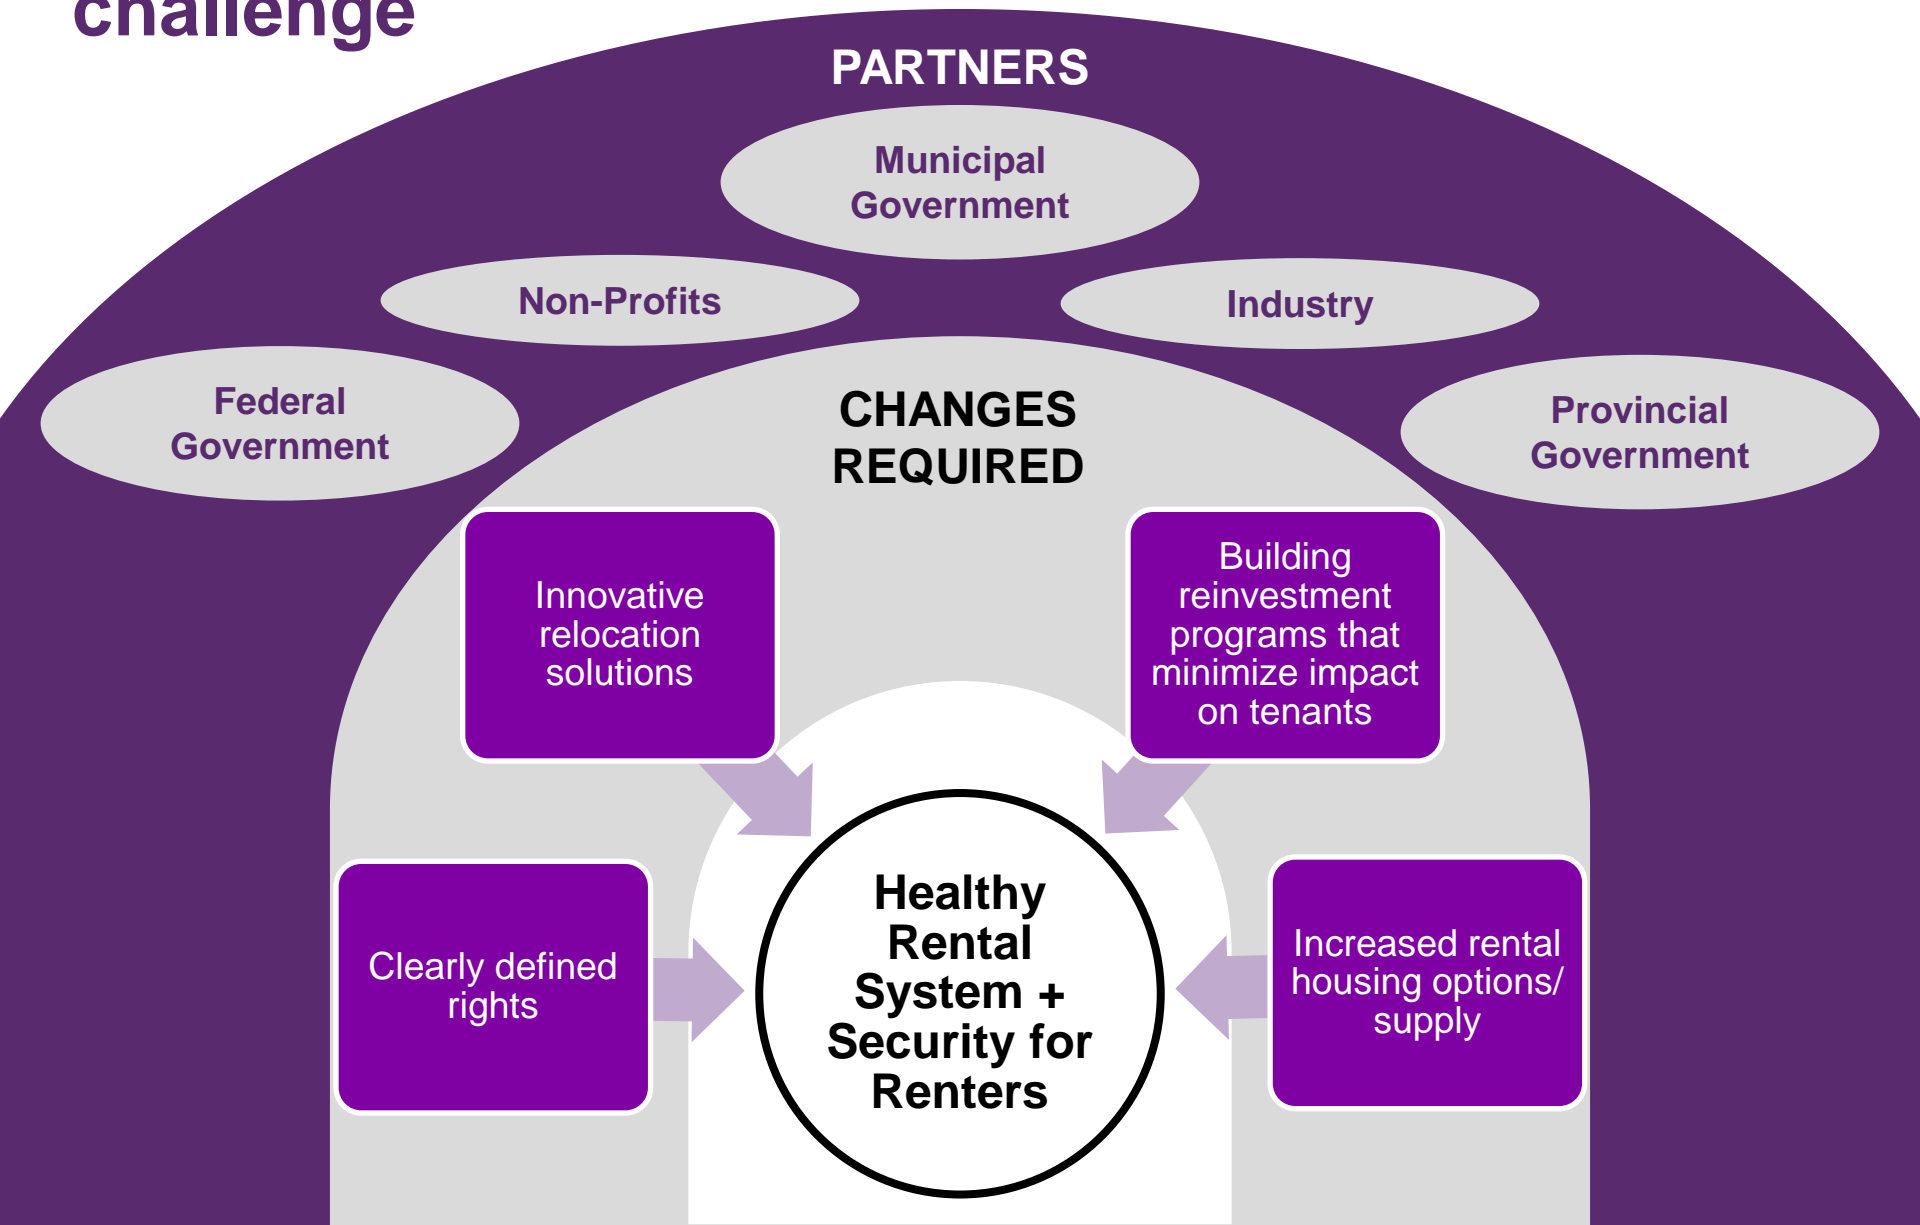 challenge
PARTNERS
Municipal
Government
Non-Profits
Industry
Federal
Government
Provincial
Government
CHANGES
REQUIRED
Innovative
relocation
solutions
Building
reinvestment
programs that
minimize impact
on tenants
Clearly defined
rights
Healthy
Rental
System +
Security for
Renters
Increased rental
housing options/
supply